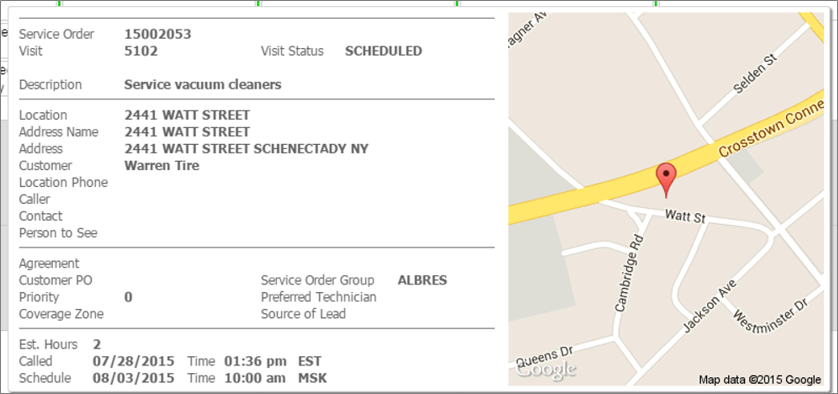 Service Order 15002053
Visit 5102 Visit Status SCHEDULED
Description Service vacuum cleaners
Location 2441 WATT STREET
Address Name 2441 WATT STREET
Address 2441 WATT STREET SCHENECTADY NY
Customer Warren Tire
Location Phone
Caller
Contact
Person to See
Agreement
Customer PO Service Order Group ALBRES
Priority 0 Preferred Technician
Coverage Zone Source of Lead
Est. Hours 2
Called 07/28/2015 Time 01:36 pm EST
Schedule 08/03/2015 Time 10:00 am MSK
agner Av
Selden St
Crosstown Conne
Watt St
Cambridge Rd
Jackson Ave
Westminster Dr
Queens Dr
Google
Map data ©2015 Google